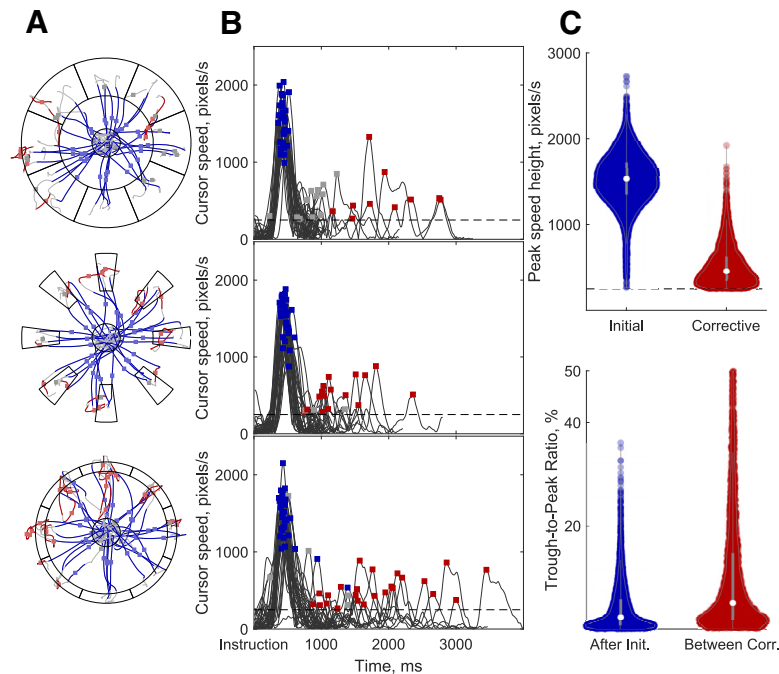 A
B
C
Cursor speed, pixels/s
2000
1000
0
Cursor speed, pixels/s
2000
1000
0
Cursor speed, pixels/s
2000
1000
0
Instruction
1000
2000
3000
Time, ms
Peak speed height, pixels/s
3000
2000
1000
Initial
Corrective
Trough-to-Peak Ratio, %
50
40
20
After Init.
Between Corr.